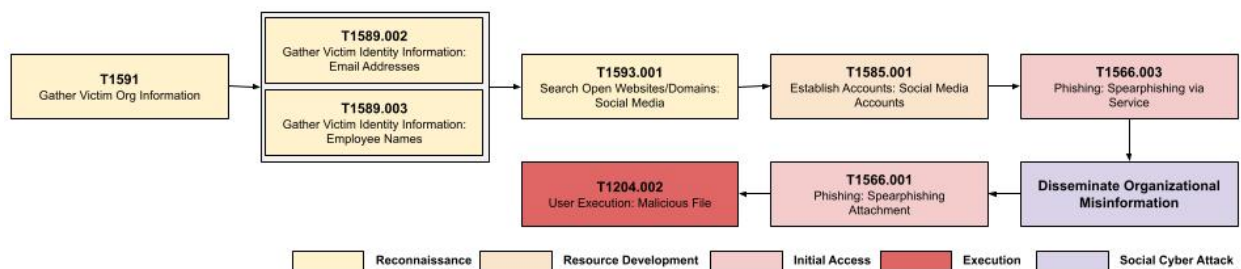 T1591
Gather Victim Org Information
T1589.002
Gather Victim Identity Information:
Email Addresses
T1589.003
Gather Victim Identity Information:
Employee Names
T1593.001
Search Open Websites/Domains:
Social Media
T1585.001
Establish Accounts: Social Media
Accounts
T1566.003
Phishing: Spearphishing via
Service
Disseminate Organizational
Misinformation
T1566.001
Phishing: Spearphishing
Attachment
T1204.002
User Execution: Malicious File
Reconnaissance
Resource Development
Initial Access
Execution
Social Cyber Attack